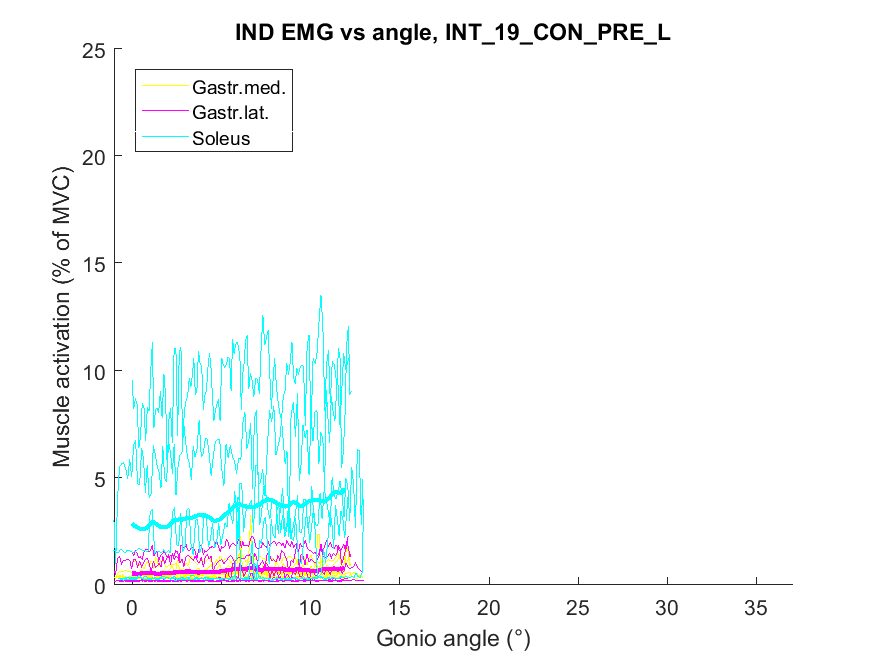 IND EMG vs angle, INT_19_CON_PRE_L
25
20
15
10
5
0
Muscle activation (% of MVC)
Gastr.med.
Gastr.lat.
Soleus
0 5 10 15 20 25 30 35
Gonio angle (°)